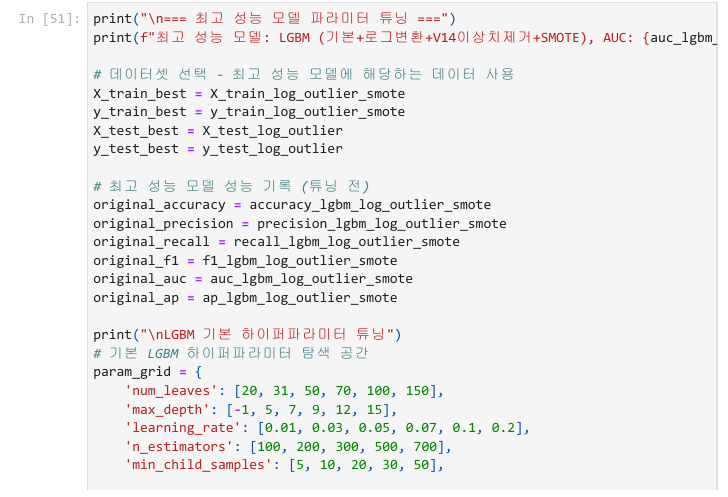 In [51]:
print("\n=== 최고 성능 모델 파라미터 튜닝 ===")
print(f"최고 성능 모델: LGBM (기본+로그변환+V14이상치제거+SMOTE), AUC: {auc_lgbm_
# 데이터셋 선택 - 최고 성능 모델에 해당하는 데이터 사용
X_train_best = X_train_log_outlier_smote
y_train_best = y_train_log_outlier_smote
X_test_best = X_test_log_outlier
y_test_best = y_test_log_outlier
# 최고 성능 모델 성능 기록 (튜닝 전)
original_accuracy = accuracy_lgbm_log_outlier_smote
original_precision = precision_lgbm_log_outlier_smote
original_recall = recall_lgbm_log_outlier_smote
original_f1 = f1_lgbm_log_outlier_smote
original_auc = auc_lgbm_log_outlier_smote
original_ap = ap_lgbm_log_outlier_smote
print("\nLGBM 기본 하이퍼파라미터 튜닝")
# 기본 LGBM 하이퍼파라미터 탐색 공간
param_grid = {
    'num_leaves': [20, 31, 50, 70, 100, 150],
    'max_depth': [-1, 5, 7, 9, 12, 15],
    'learning_rate': [0.01, 0.03, 0.05, 0.07, 0.1, 0.2],
    'n_estimators': [100, 200, 300, 500, 700],
    'min_child_samples': [5, 10, 20, 30, 50],